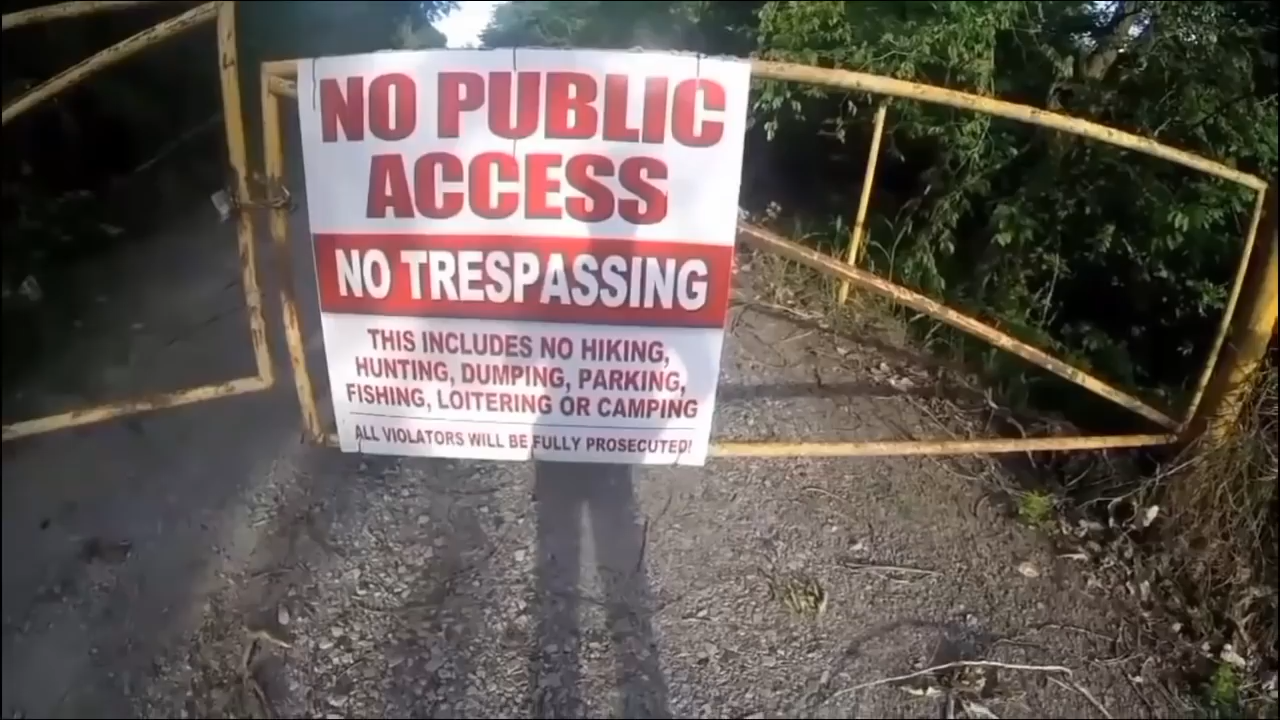 NO PUBLIC
ACCESS
NO TRESPASSING
THIS INCLUDES NO HIKING,
HUNTING, DUMPING, PARKING,
FISHING, LOITERING OR CAMPING
ALL VIOLATORS WILL BE FULLY PROSECUTED!